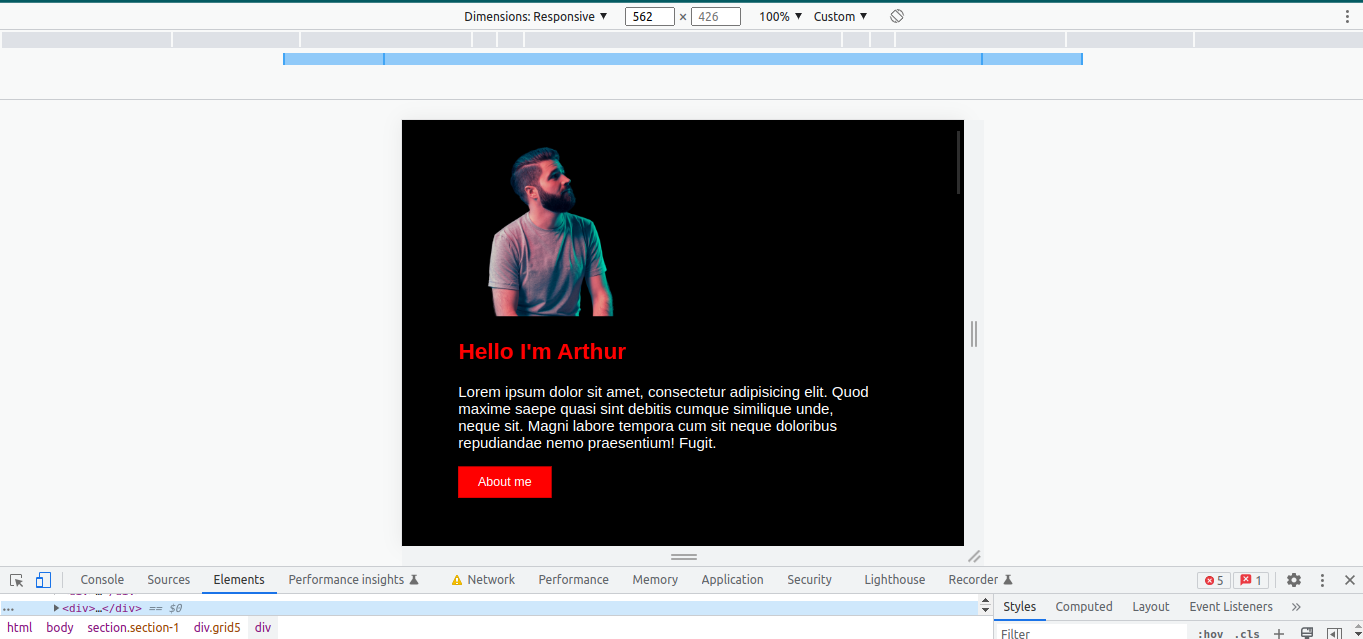 Dimensions: Responsive ▼ 562 × 426 100% ▼ Custom ▼
Hello I'm Arthur
Lorem ipsum dolor sit amet, consectetur adipisicing elit. Quod
maxime saepe quasi sint debitis cumque similique unde,
neque sit. Magni labore tempora cum sit neque doloribus
repudiandae nemo praesentium! Fugit.
About me
Console Sources Elements Performance insights Network Performance Memory Application Security Lighthouse Recorder 5 1
… <div>…</div> == $0
Styles Computed Layout Event Listeners »
html body section.section-1 div.grid5 div
Filter :hov .cls +